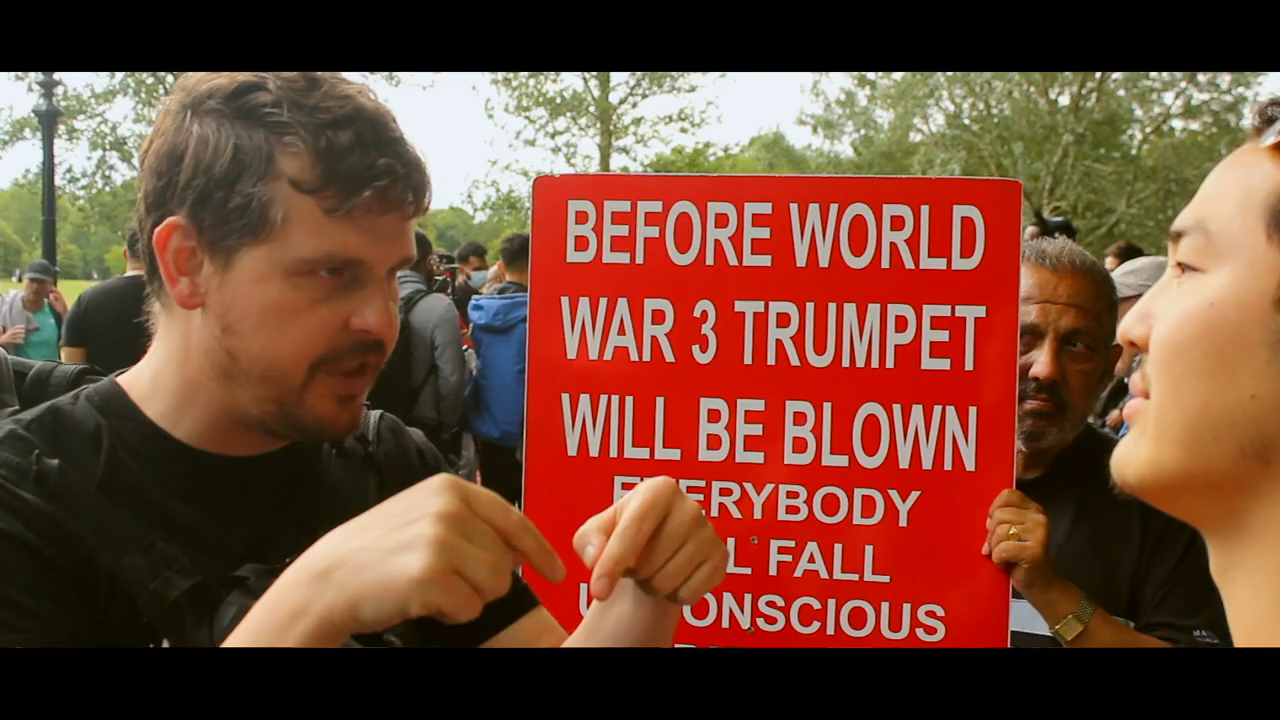 BEFORE WORLD
WAR 3 TRUMPET
WILL BE BLOWN
EVERYBODY
FALL
UNCONSCIOUS